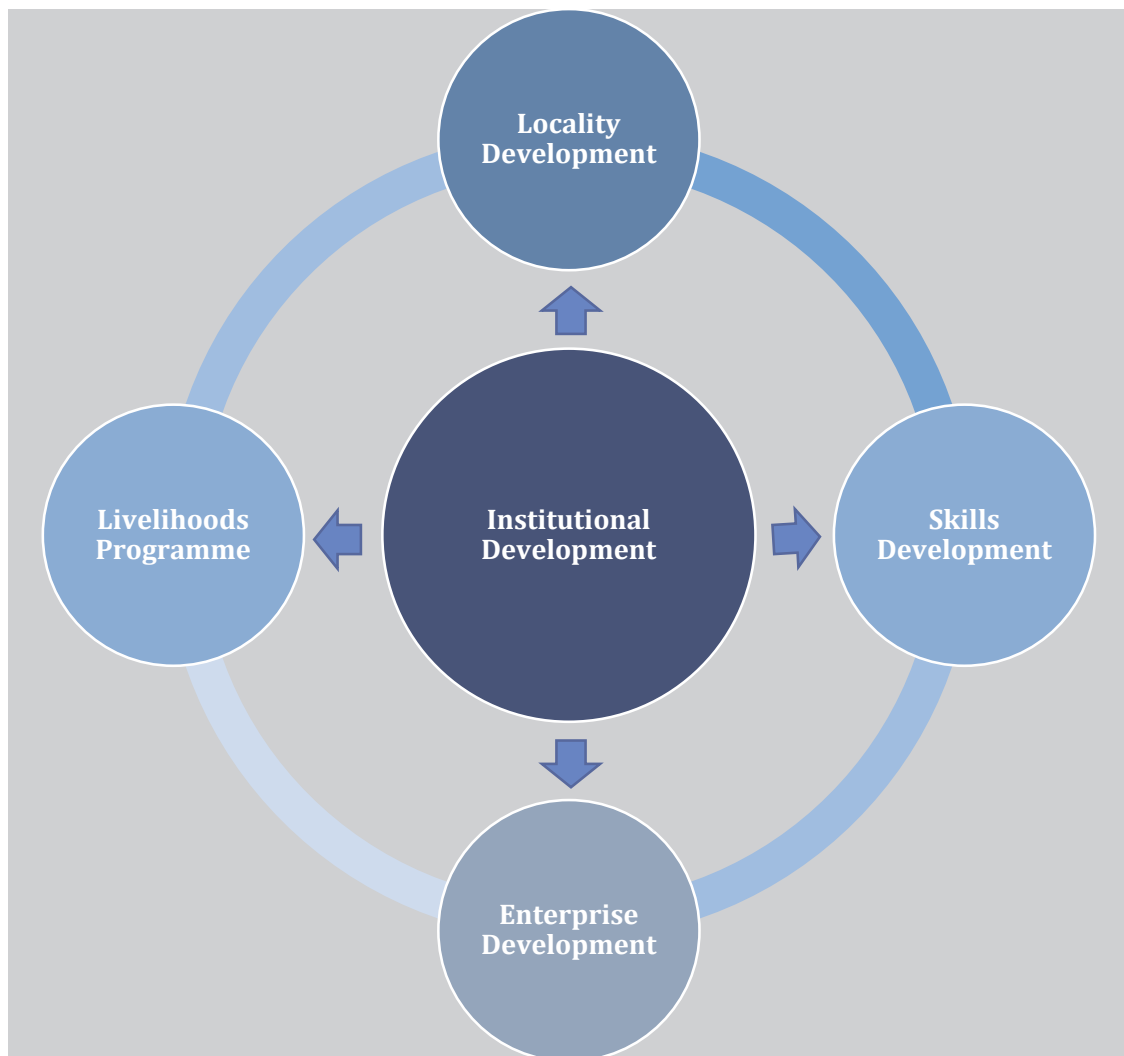 Locality
Development
Livelihoods
Programme
Institutional
Development
Skills
Development
Enterprise
Development